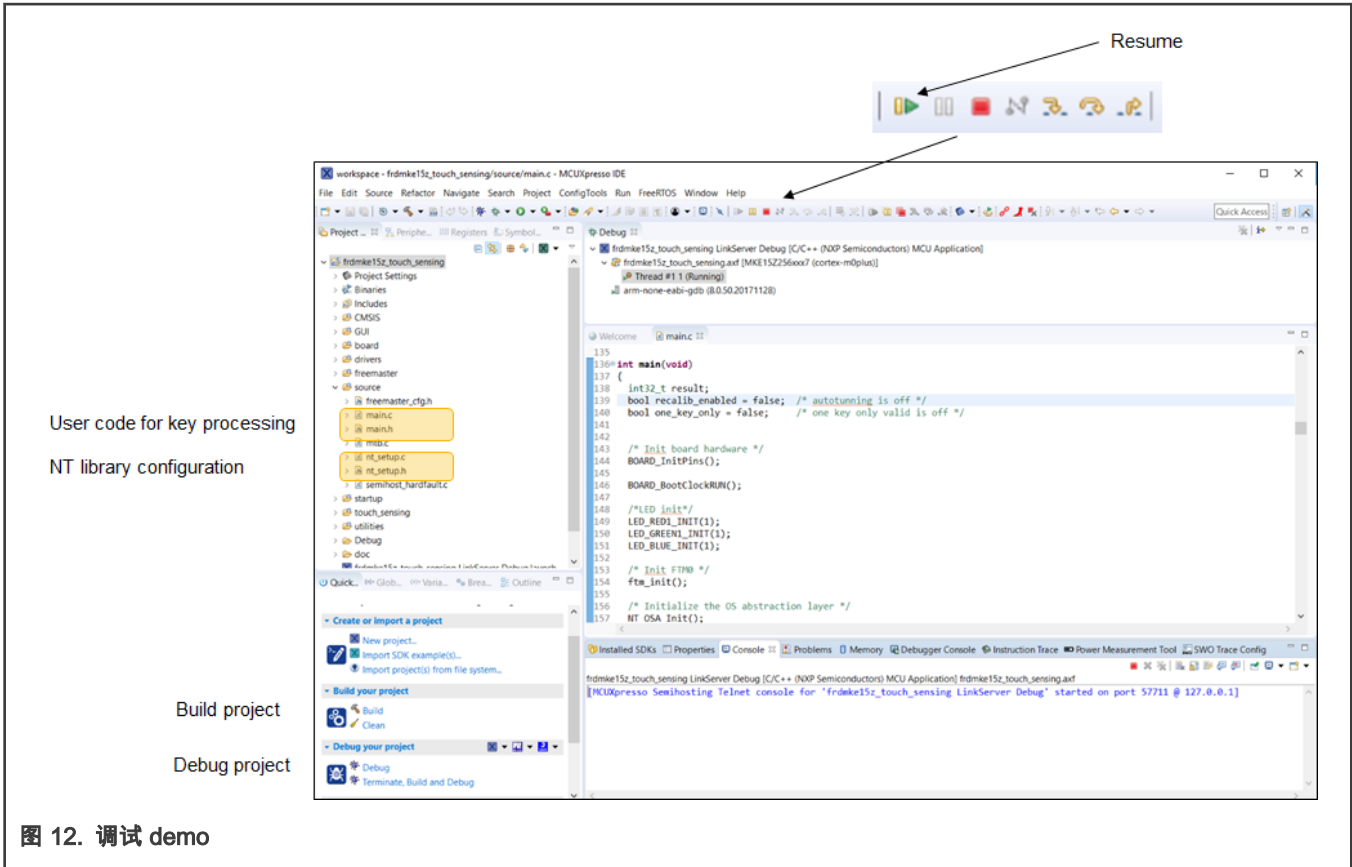 Resume
workspace - frdmke15z_touch_sensing/source/main.c - MCUXpresso IDE
File Edit Source Refactor Navigate Search Project ConfigTools Run FreeRTOS Window Help
Quick Access
Project ... Periphe... Registers Symbol...
frdmke15z_touch_sensing
Project Settings
Binaries
Includes
CMSIS
GUI
board
drivers
freemaster
source
freemaster_cfg.h
main.c
main.h
mtb.c
nt_setup.c
nt_setup.h
semihost_hardfault.c
startup
touch_sensing
utilities
Debug
doc
frdmke15z_touch_sensing LinkServer Debug.launch
User code for key processing
NT library configuration
Debug
frdmke15z_touch_sensing LinkServer Debug [C/C++ (NXP Semiconductors) MCU Application]
frdmke15z_touch_sensing.axf [MKE15Z256xxx7 (cortex-m0plus)]
Thread #1 1 (Running)
arm-none-eabi-gdb (8.0.50.20171128)
Welcome main.c
135
136 int main(void)
137 {
138 int32_t result;
139 bool recalib_enabled = false; /* autotunning is off */
140 bool one_key_only = false; /* one key only valid is off */
141
142
143 /* Init board hardware */
144 BOARD_InitPins();
145
146 BOARD_BootClockRUN();
147
148 /*LED init*/
149 LED_RED1_INIT(1);
150 LED_GREEN1_INIT(1);
151 LED_BLUE_INIT(1);
152
153 /* Init FTM0 */
154 ftm_init();
155
156 /* Initialize the OS abstraction layer */
157 NT_OSA_Init();
Quick... Glob... Varia... Brea... Outline
Create or import a project
New project...
Import SDK example(s)...
Import project(s) from file system...
Build your project
Build
Clean
Debug your project
Debug
Terminate, Build and Debug
Build project
Debug project
Installed SDKs Properties Console Problems Memory Debugger Console Instruction Trace Power Measurement Tool SWO Trace Config
frdmke15z_touch_sensing LinkServer Debug [C/C++ (NXP Semiconductors) MCU Application] frdmke15z_touch_sensing.axf
[MCUXpresso Semihosting Telnet console for 'frdmke15z_touch_sensing LinkServer Debug' started on port 57711 @ 127.0.0.1]
图 12. 调试 demo